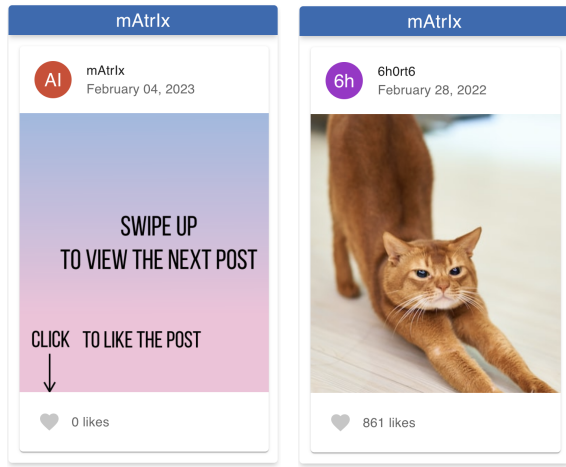 mAtrIx
AI
mAtrIx
February 04, 2023
SWIPE UP
TO VIEW THE NEXT POST
CLICK TO LIKE THE POST
0 likes
mAtrIx
6h
6h0rt6
February 28, 2022
861 likes